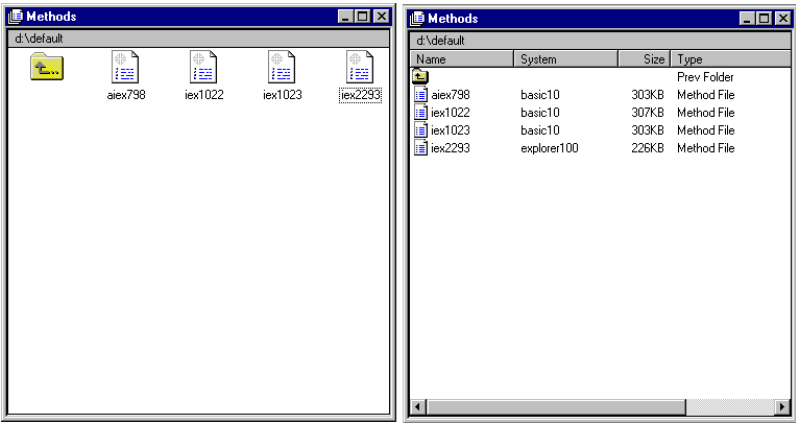 Methods
d:\default
aiex798 iex1022 iex1023 iex2293
Methods
d:\default
Name System Size Type
Prev Folder
aiex798 basic10 303KB Method File
iex1022 basic10 307KB Method File
iex1023 basic10 303KB Method File
iex2293 explorer100 226KB Method File